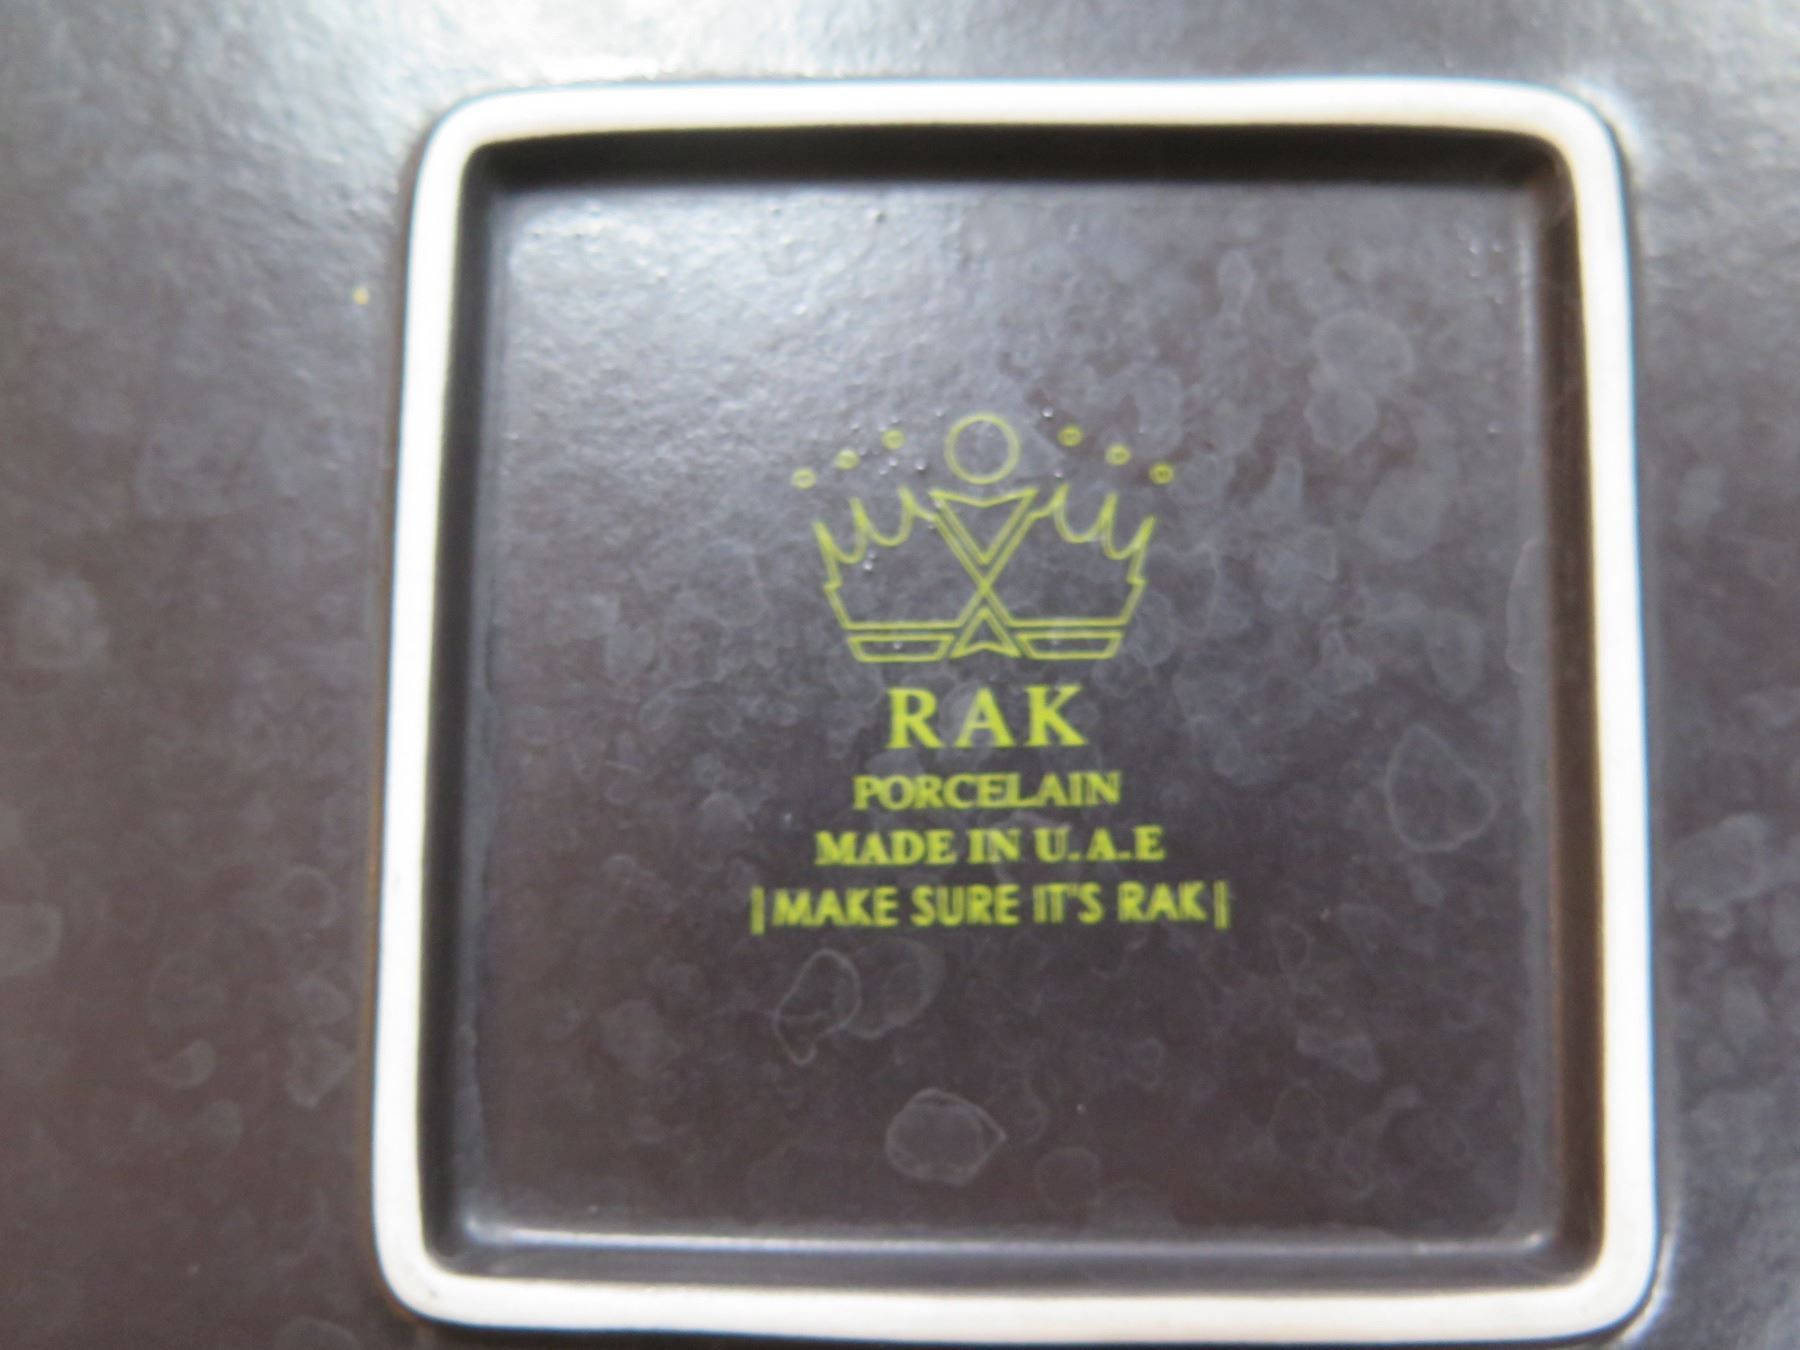 RAK
PORCELAIN
MADE IN U.A.E
|MAKE SURE IT'S RAK|